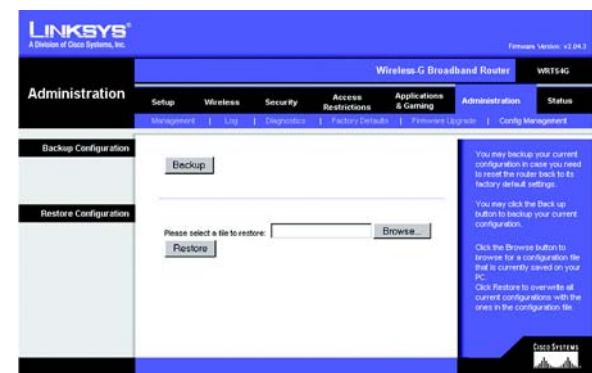 LINKSYS®
A Division of Cisco Systems, Inc.
Firmware Version: v2.04.3
Wireless-G Broadband Router
WRT54G
Administration
Setup
Wireless
Security
Access Restrictions
Applications & Gaming
Administration
Status
Management | Log | Diagnostics | Factory Defaults | Firmware Upgrade | Config Management
Backup Configuration
Backup
Restore Configuration
Please select a file to restore:
Browse...
Restore
You may backup your current
configuration in case you need
to reset the router back to its
factory default settings.
You may click the Back up
button to backup your current
configuration.
Click the Browse button to
browse for a configuration file
that is currently saved on your
PC.
Click Restore to overwrite all
current configurations with the
ones in the configuration file.
CISCO SYSTEMS